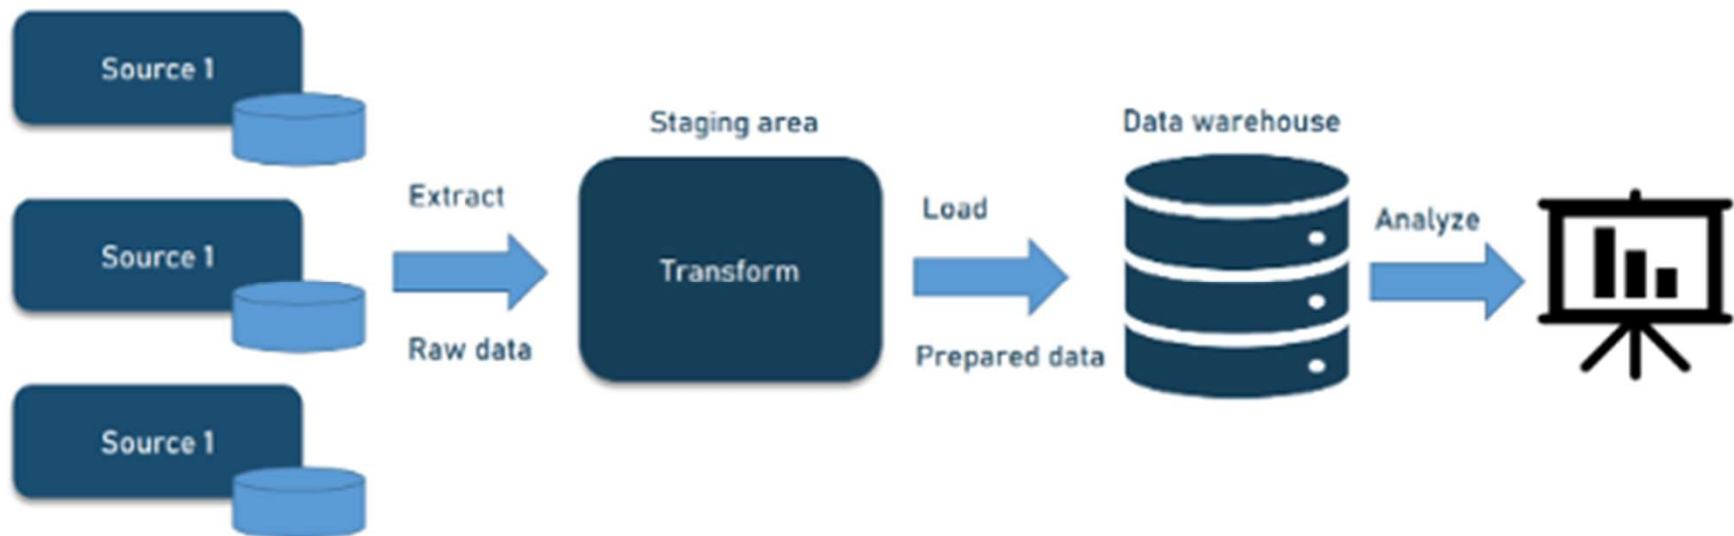 Source 1
Source 1
Source 1
Extract
Raw data
Staging area
Transform
Load
Prepared data
Data warehouse
Analyze